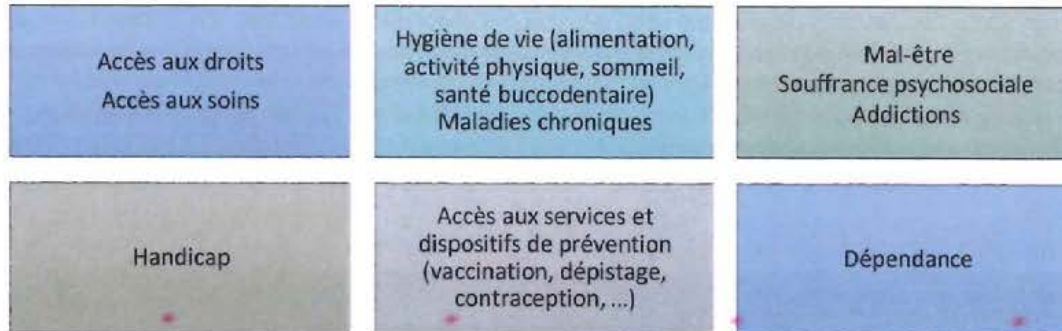 Accès aux droits
Accès aux soins
Hygiène de vie (alimentation,
activité physique, sommeil,
santé buccodentaire)
Maladies chroniques
Mal-être
Souffrance psychosociale
Addictions
Handicap
Accès aux services et
dispositifs de prévention
(vaccination, dépistage,
contraception, ...)
Dépendance